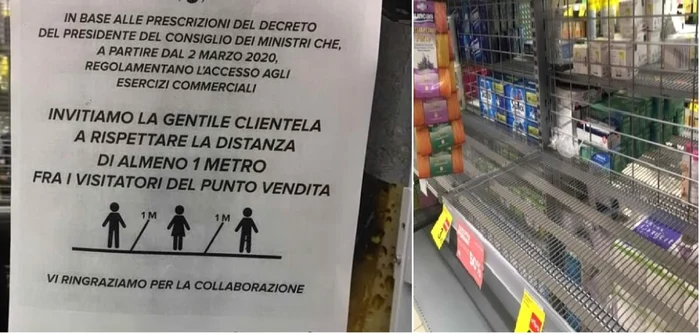 IN BASE ALLE PRESCRIZIONI DEL DECRETO
DEL PRESIDENTE DEL CONSIGLIO DEI MINISTRI CHE,
A PARTIRE DAL 2 MARZO 2020,
REGOLAMENTANO L'ACCESSO AGLI
ESERCIZI COMMERCIALI
INVITIAMO LA GENTILE CLIENTELA
A RISPETTARE LA DISTANZA
DI ALMENO 1 METRO
FRA I VISITATORI DEL PUNTO VENDITA
1 M
1 M
VI RINGRAZIAMO PER LA COLLABORAZIONE